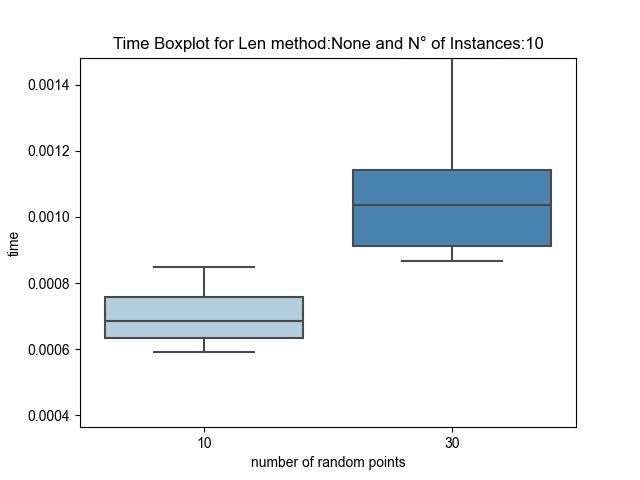 Time Boxplot for Len method:None and N° of Instances:10
0.0014
0.0012
0.0010
0.0008
0.0006
0.0004
time
10 30
number of random points